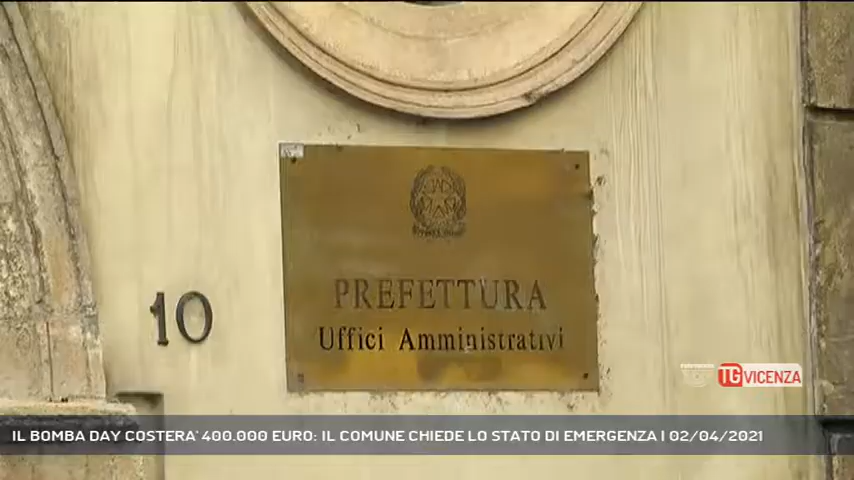 PREFETTURA
Uffici Amministrativi
10
TG VICENZA
IL BOMBA DAY COSTERA' 400.000 EURO: IL COMUNE CHIEDE LO STATO DI EMERGENZA | 02/04/2021